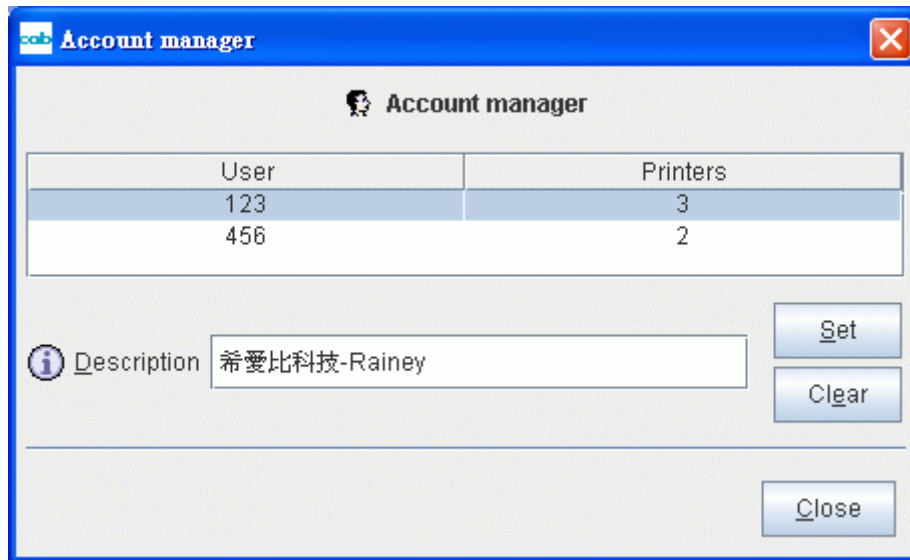 cab Account manager
Account manager
User Printers
123 3
456 2
Set
Description 希愛比科技-Rainey
Clear
Close